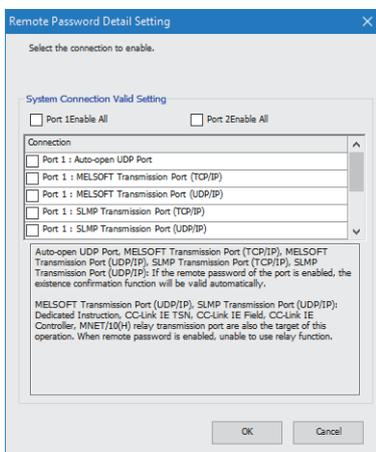 Remote Password Detail Setting
Select the connection to enable.
System Connection Valid Setting
Port 1Enable All Port 2Enable All
Connection
Port 1 : Auto-open UDP Port
Port 1 : MELSOFT Transmission Port (TCP/IP)
Port 1 : MELSOFT Transmission Port (UDP/IP)
Port 1 : SLMP Transmission Port (TCP/IP)
Port 1 : SLMP Transmission Port (UDP/IP)
Auto-open UDP Port, MELSOFT Transmission Port (TCP/IP), MELSOFT
Transmission Port (UDP/IP), SLMP Transmission Port (TCP/IP), SLMP
Transmission Port (UDP/IP): If the remote password of the port is enabled, the
existence confirmation function will be valid automatically.
MELSOFT Transmission Port (UDP/IP), SLMP Transmission Port (UDP/IP):
Dedicated Instruction, CC-Link IE TSN, CC-Link IE Field, CC-Link IE
Controller, MNET/10(H) relay transmission port are also the target of this
operation. When remote password is enabled, unable to use relay function.
OK Cancel